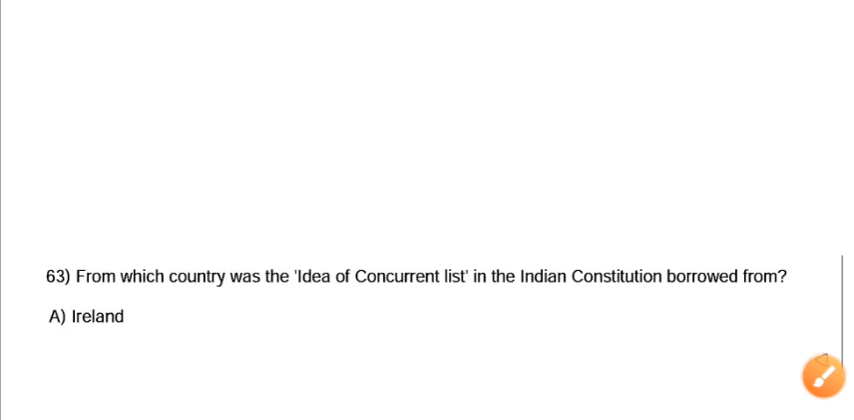 63) From which country was the 'Idea of Concurrent list' in the Indian Constitution borrowed from?
A) Ireland